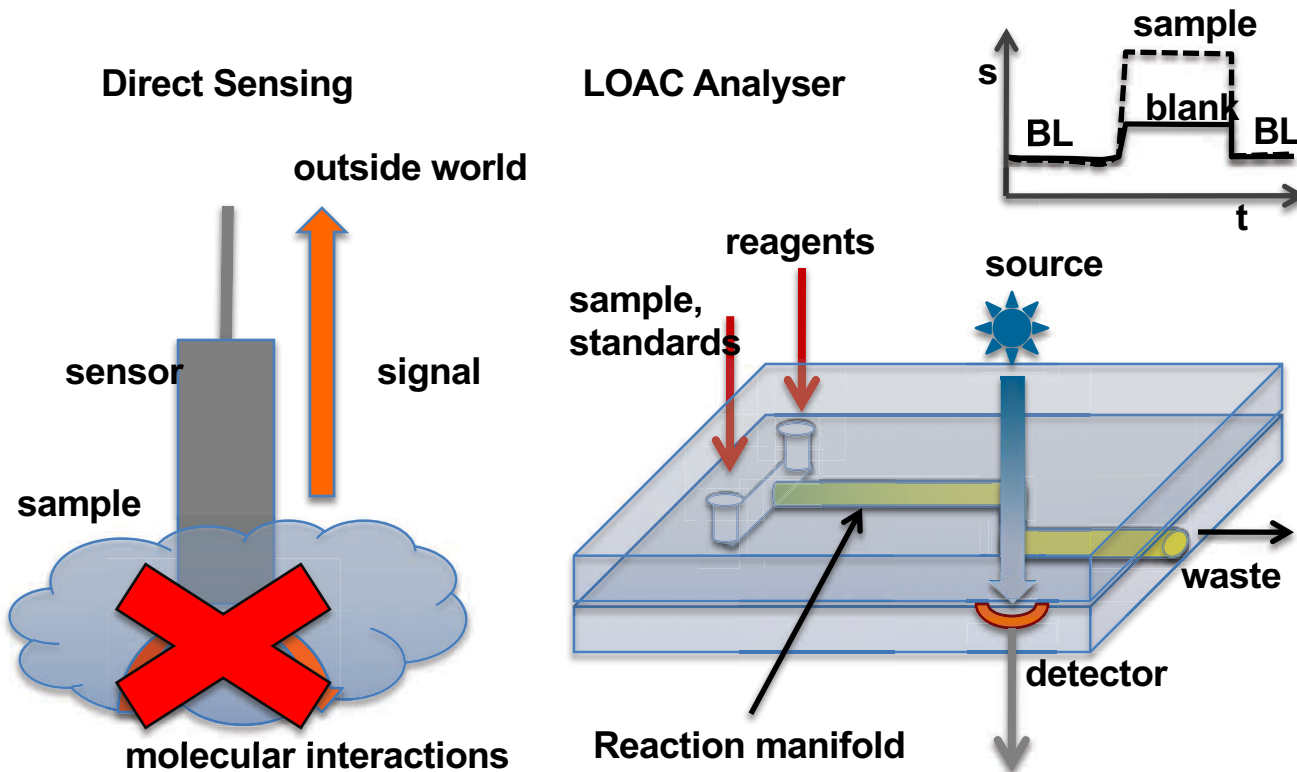 Direct Sensing
outside world
sensor
signal
sample
molecular interactions
LOAC Analyser
s
sample
blank
BL
BL
t
reagents
sample,
standards
source
waste
detector
Reaction manifold